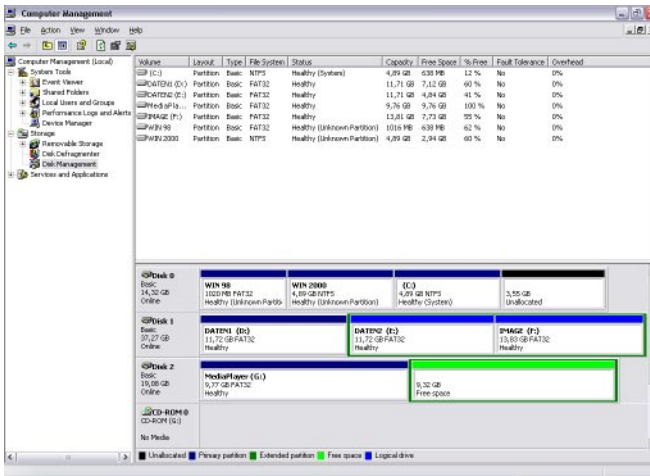 Computer Management
File Action View Window Help
Computer Management (Local)
System Tools
Event Viewer
Shared Folders
Local Users and Groups
Performance Logs and Alerts
Device Manager
Storage
Removable Storage
Disk Defragmenter
Disk Management
Services and Applications
Volume Layout Type File System Status Capacity Free Space % Free Fault Tolerance Overhead
(C:) Partition Basic NTFS Healthy (System) 4,89 GB 638 MB 12 % No 0%
DATEN1 (D:) Partition Basic FAT32 Healthy 11,71 GB 7,12 GB 60 % No 0%
DATEN2 (E:) Partition Basic FAT32 Healthy 11,71 GB 4,84 GB 41 % No 0%
MediaPla... Partition Basic FAT32 Healthy 9,76 GB 9,76 GB 100 % No 0%
IMAGE (F:) Partition Basic FAT32 Healthy 13,81 GB 7,73 GB 55 % No 0%
WIN 98 Partition Basic FAT32 Healthy (Unknown Partition) 1016 MB 638 MB 62 % No 0%
WIN 2000 Partition Basic NTFS Healthy (Unknown Partition) 4,89 GB 2,94 GB 60 % No 0%
Disk 0
Basic
14,32 GB
Online
WIN 98
1020 MB FAT32
Healthy (Unknown Partiti
WIN 2000
4,89 GB NTFS
Healthy (Unknown Partition)
(C:)
4,89 GB NTFS
Healthy (System)
3,55 GB
Unallocated
Disk 1
Basic
37,27 GB
Online
DATEN1 (D:)
11,72 GB FAT32
Healthy
DATEN2 (E:)
11,72 GB FAT32
Healthy
IMAGE (F:)
13,83 GB FAT32
Healthy
Disk 2
Basic
19,08 GB
Online
MediaPlayer (G:)
9,77 GB FAT32
Healthy
9,32 GB
Free space
CD-ROM 0
CD-ROM (G:)
No Media
Unallocated Primary partition Extended partition Free space Logical drive